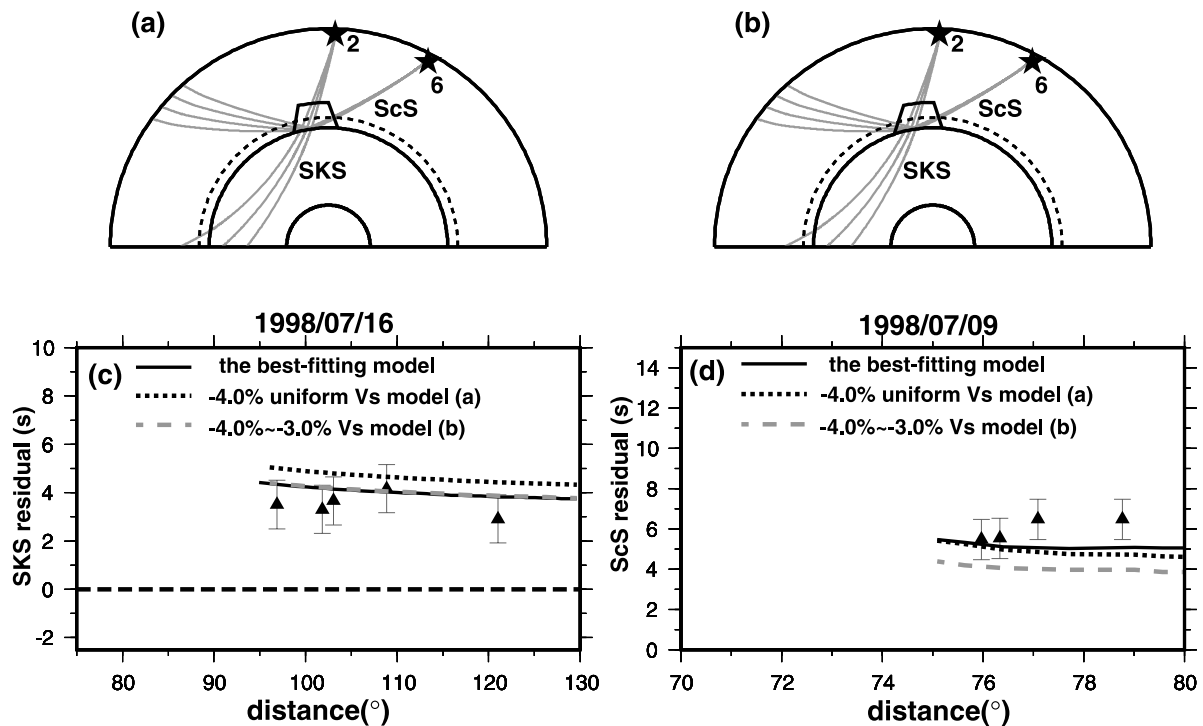 (a)
2
6
ScS
SKS
(b)
2
6
ScS
SKS
1998/07/16
(c)
the best-fitting model
-4.0% uniform Vs model (a)
-4.0%~-3.0% Vs model (b)
SKS residual (s)
10
8
6
4
2
0
-2
80 90 100 110 120 130
distance(°)
1998/07/09
(d)
the best-fitting model
-4.0% uniform Vs model (a)
-4.0%~-3.0% Vs model (b)
ScS residual (s)
14
12
10
8
6
4
2
0
70 72 74 76 78 80
distance(°)